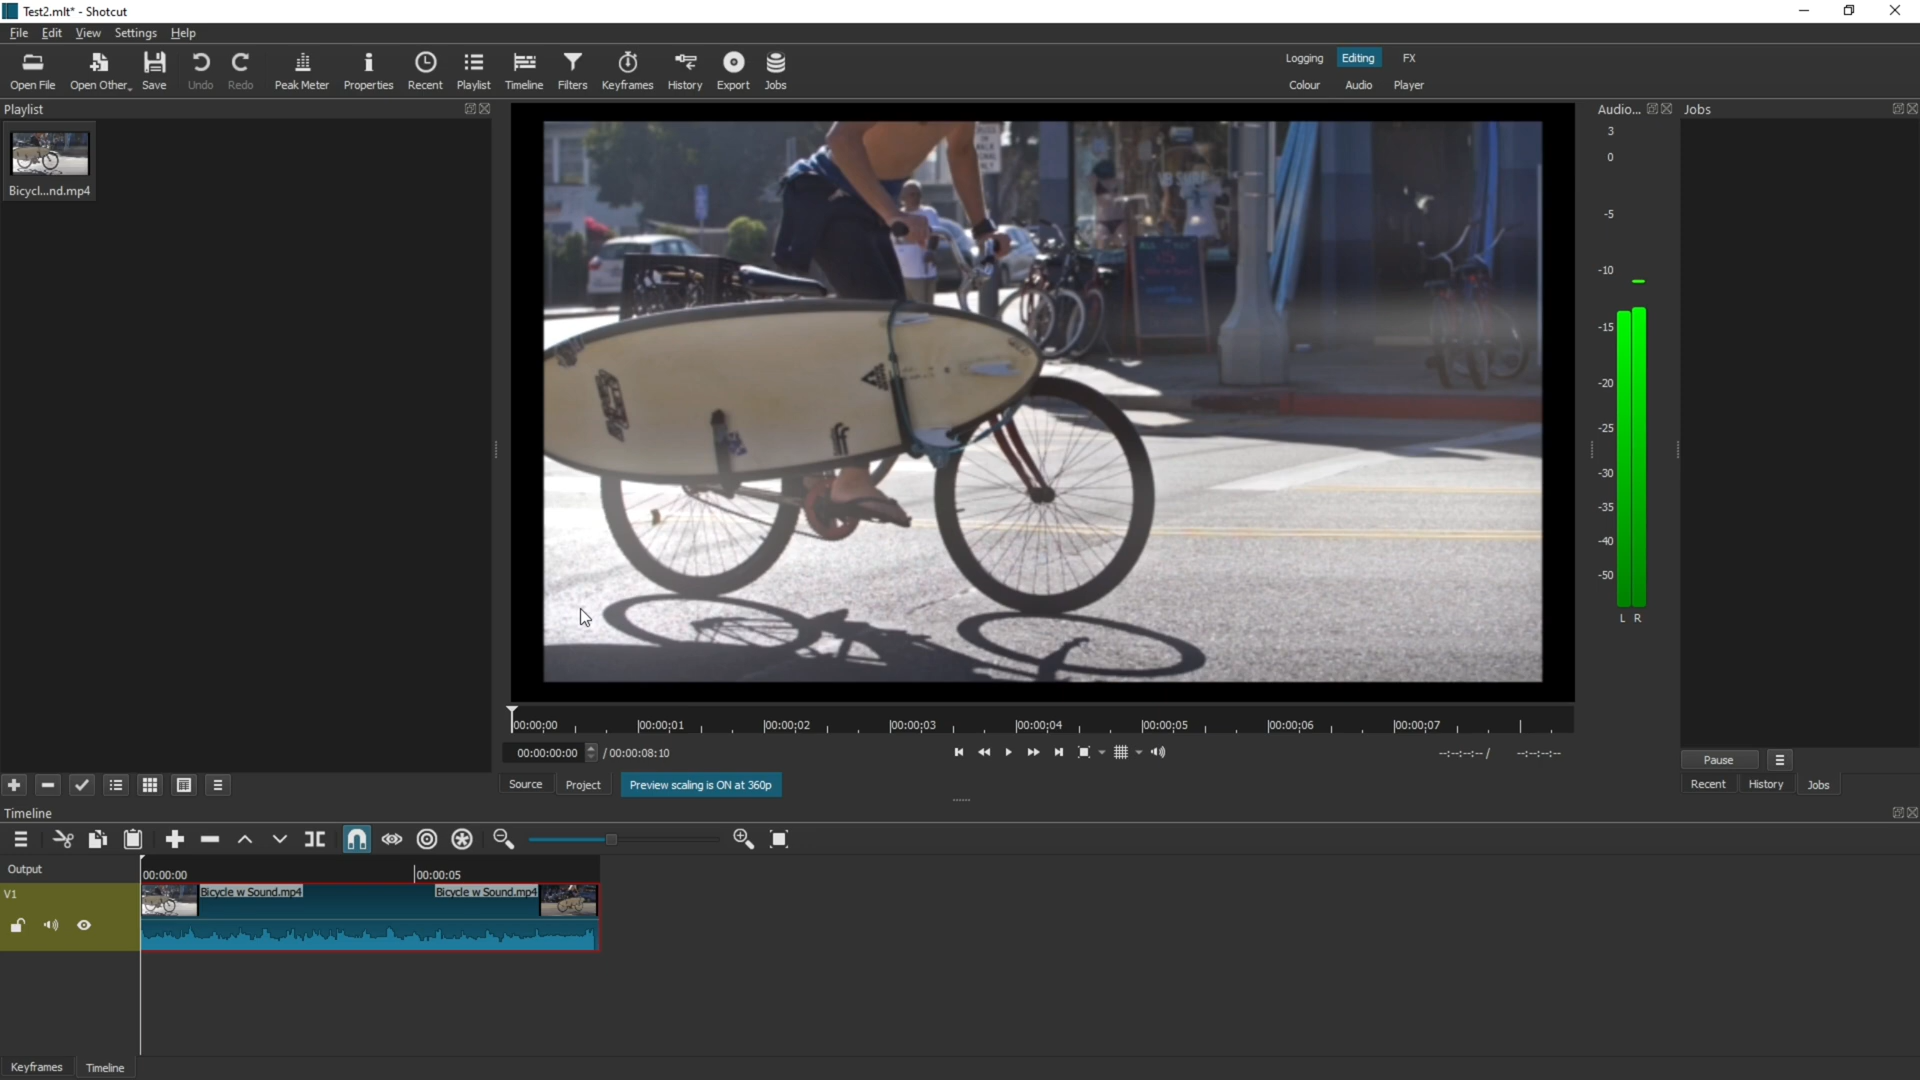 Test2.mlt* - Shotcut
File Edit View Settings Help
Open File Open Other... Save Undo Redo Peak Meter Properties Recent Playlist Timeline Filters Keyframes History Export Jobs
Logging Editing FX
Colour Audio Player
Playlist
Audio... Jobs
Bicycl...nd.mp4
3
0
-5
-10
-15
-20
-25
-30
-35
-40
-50
L R
00:00:00 00:00:01 00:00:02 00:00:03 00:00:04 00:00:05 00:00:06 00:00:07
00:00:00:00 / 00:00:08:10 --:--:--:-- / --:--:--:--
Source Project Preview scaling is ON at 360p
Pause
Recent History Jobs
Timeline
Output
00:00:00 00:00:05
V1
Bicycle w Sound.mp4 Bicycle w Sound.mp4
Keyframes Timeline